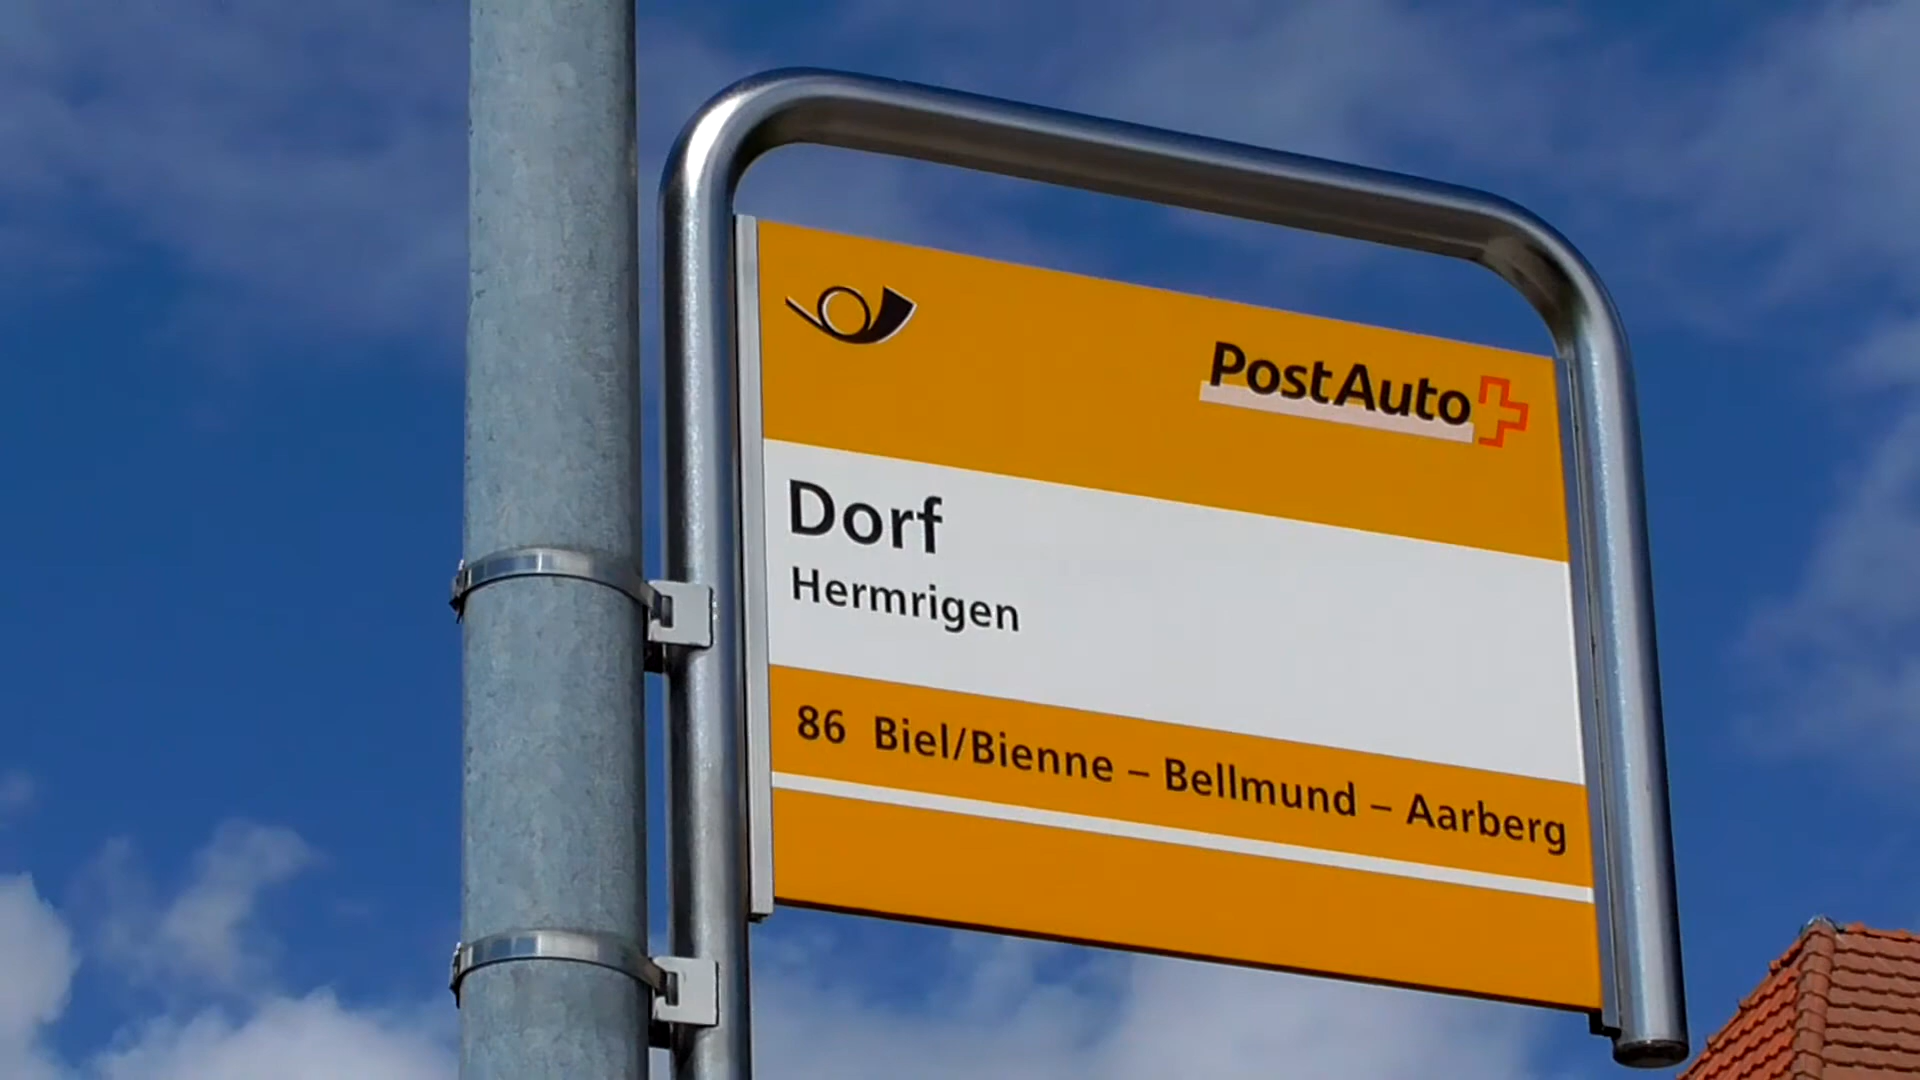 PostAuto
Dorf
Hermrigen
86 Biel/Bienne – Bellmund – Aarberg